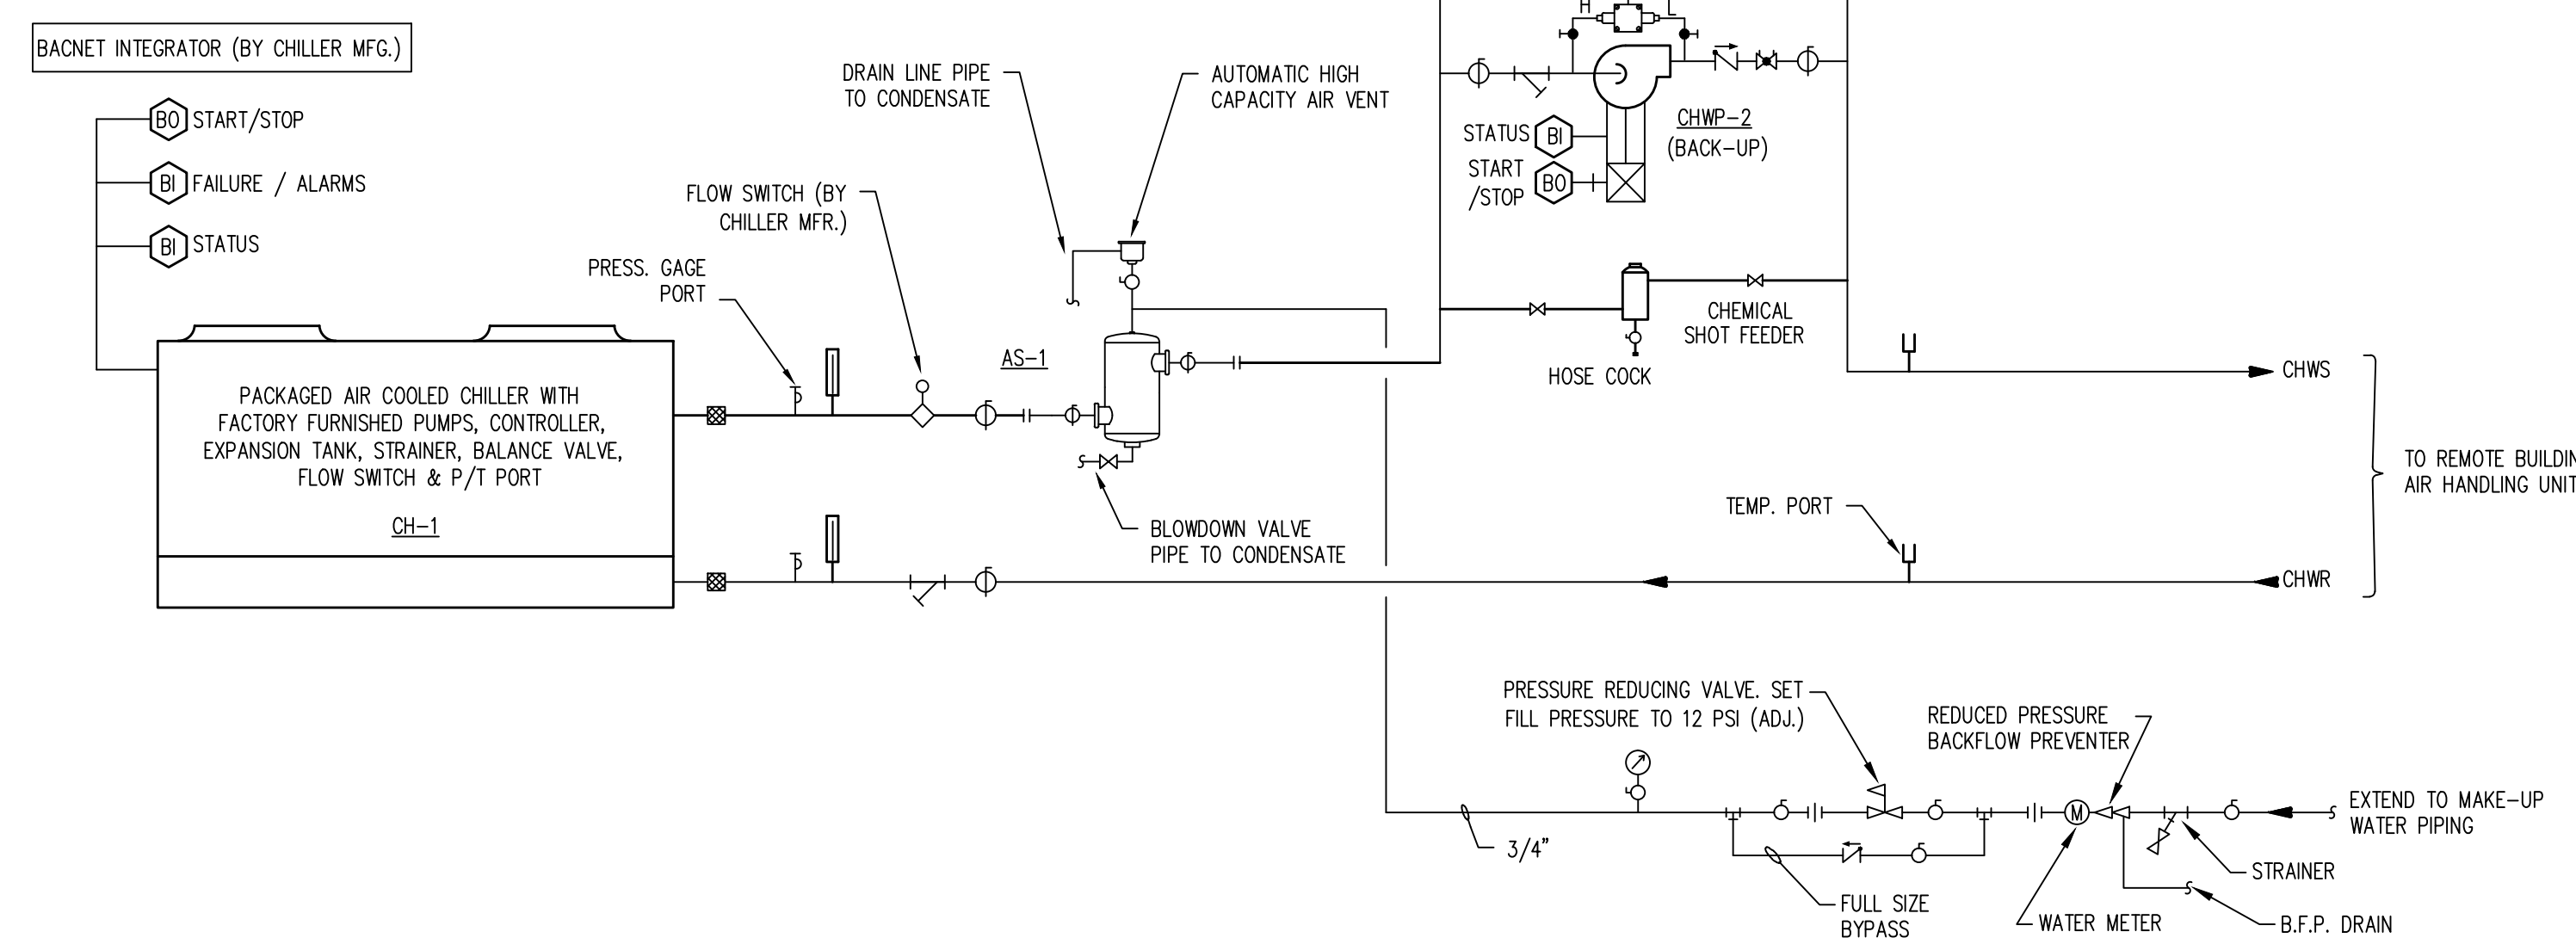 H L
BACNET INTEGRATOR (BY CHILLER MFG.)
BO START/STOP
BI FAILURE / ALARMS
BI STATUS
DRAIN LINE PIPE
TO CONDENSATE
AUTOMATIC HIGH
CAPACITY AIR VENT
FLOW SWITCH (BY
CHILLER MFR.)
PRESS. GAGE
PORT
CHWP-2
(BACK-UP)
STATUS BI
START
/STOP
BO
AS-1
CHEMICAL
SHOT FEEDER
HOSE COCK
PACKAGED AIR COOLED CHILLER WITH
FACTORY FURNISHED PUMPS, CONTROLLER,
EXPANSION TANK, STRAINER, BALANCE VALVE,
FLOW SWITCH & P/T PORT
CH-1
BLOWDOWN VALVE
PIPE TO CONDENSATE
CHWS
TEMP. PORT
TO REMOTE BUILDIN
AIR HANDLING UNIT
CHWR
PRESSURE REDUCING VALVE. SET
FILL PRESSURE TO 12 PSI (ADJ.)
REDUCED PRESSURE
BACKFLOW PREVENTER
M
EXTEND TO MAKE-UP
WATER PIPING
3/4"
STRAINER
FULL SIZE
BYPASS
WATER METER
B.F.P. DRAIN